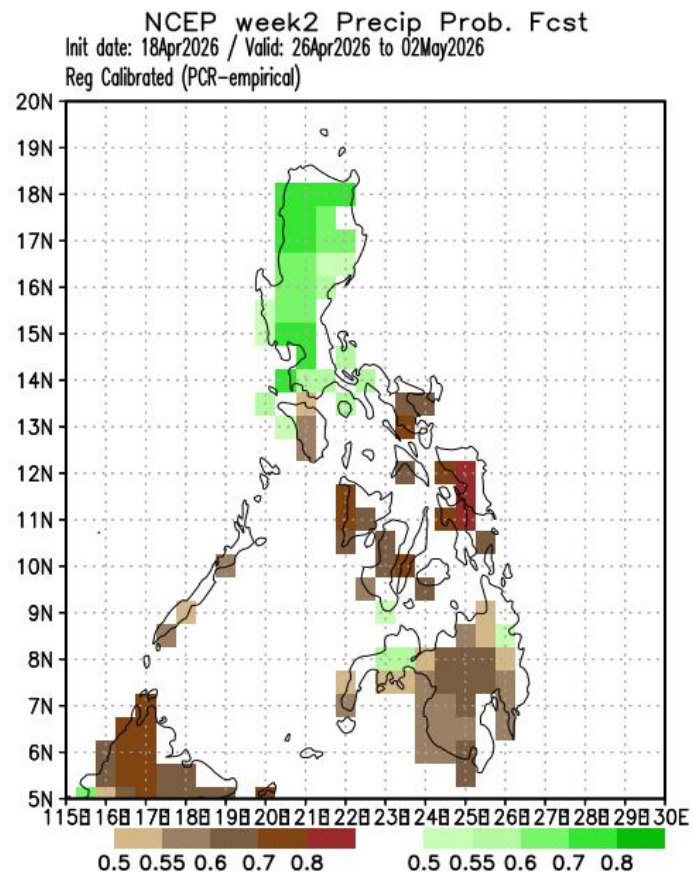 NCEP week2 Precip Prob. Fcst
Init date: 18Apr2026 / Valid: 26Apr2026 to 02May2026
Reg Calibrated (PCR-empirical)
20N
19N
18N
17N
16N
15N
14N
13N
12N
11N
10N
9N
8N
7N
6N
5N
115E 116E 117E 118E 119E 120E 121E 122E 123E 124E 125E 126E 127E 128E 129E 130E
0.5 0.55 0.6 0.7 0.8 0.5 0.55 0.6 0.7 0.8